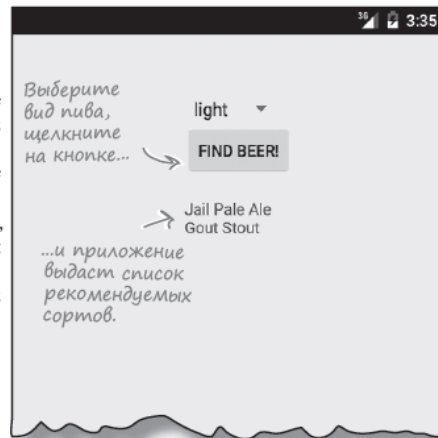 3G 3:35
Выберите
вид пива,
щелкните
на кнопке...
light
FIND BEER!
Jail Pale Ale
Gout Stout
...и приложение
выдаст список
рекомендуемых
сортов.